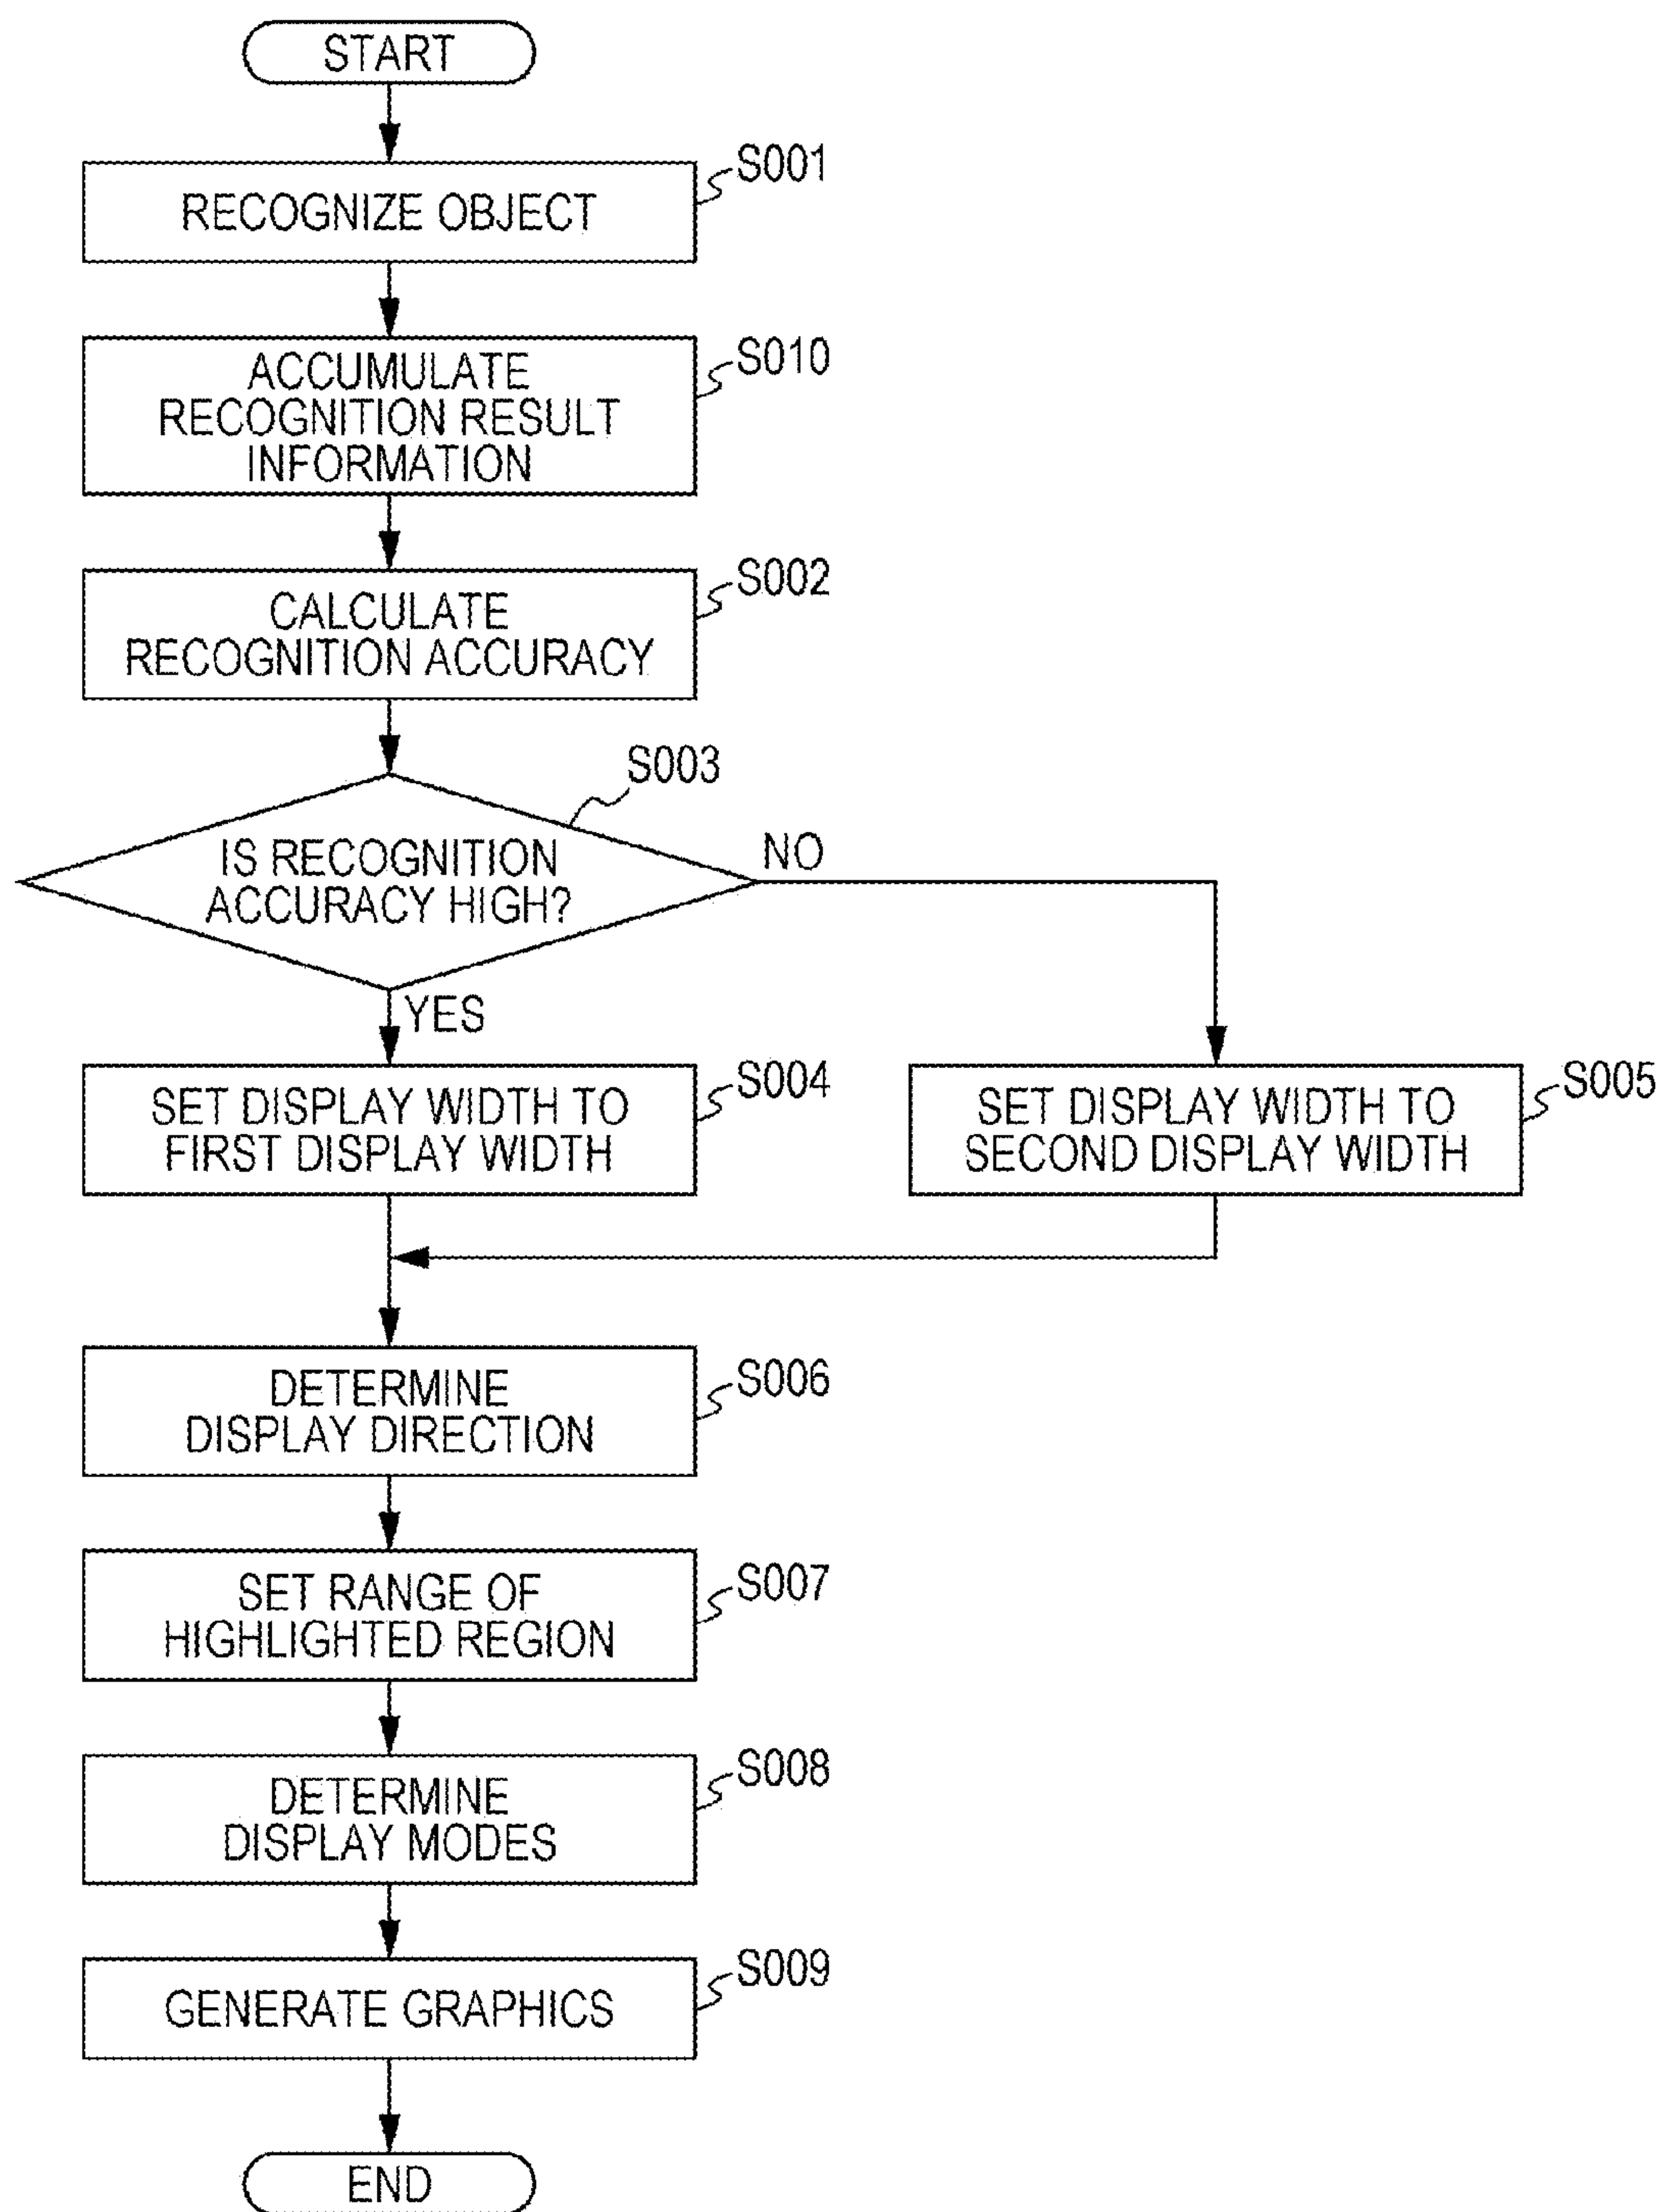 START
RECOGNIZE OBJECT
S001
ACCUMULATE
RECOGNITION RESULT
INFORMATION
S010
CALCULATE
RECOGNITION ACCURACY
S002
IS RECOGNITION
ACCURACY HIGH?
S003
NO
YES
SET DISPLAY WIDTH TO
FIRST DISPLAY WIDTH
S004
SET DISPLAY WIDTH TO
SECOND DISPLAY WIDTH
S005
DETERMINE
DISPLAY DIRECTION
S006
SET RANGE OF
HIGHLIGHTED REGION
S007
DETERMINE
DISPLAY MODES
S008
GENERATE GRAPHICS
S009
END